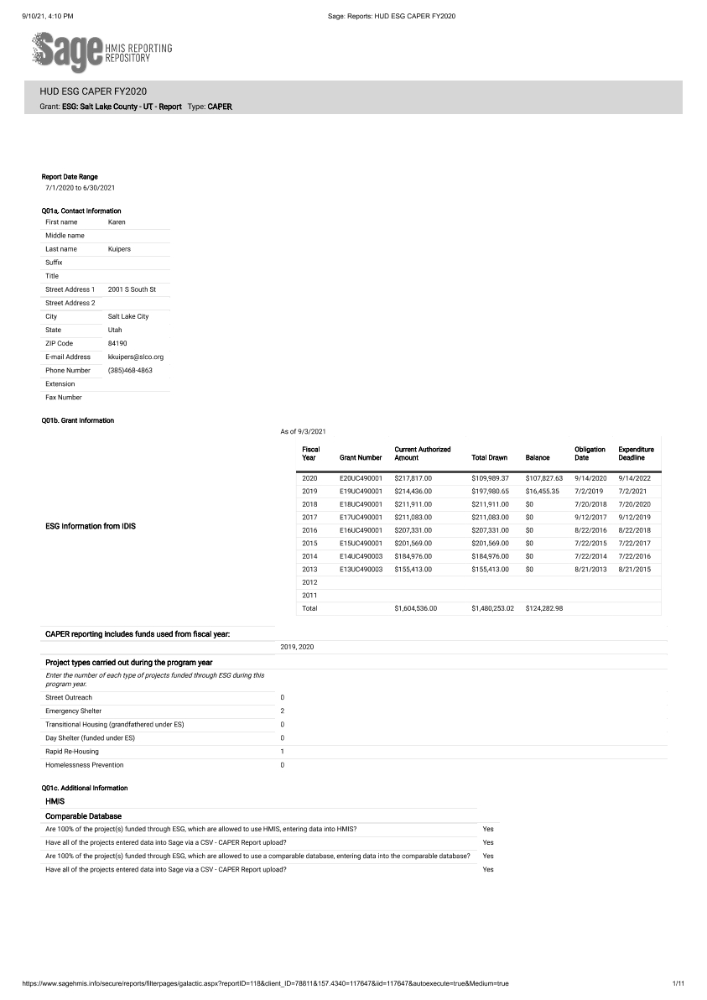 9/10/21, 4:10 PM Sage: Reports: HUD ESG CAPER FY2020
Sage HMIS REPORTING
REPOSITORY
HUD ESG CAPER FY2020
Grant: ESG: Salt Lake County - UT - Report Type: CAPER
Report Date Range
7/1/2020 to 6/30/2021
Q01a. Contact Information
First name Karen
Middle name
Last name Kuipers
Suffix
Title
Street Address 1 2001 S South St
Street Address 2
City Salt Lake City
State Utah
ZIP Code 84190
E-mail Address kkuipers@slco.org
Phone Number (385)468-4863
Extension
Fax Number
Q01b. Grant Information
As of 9/3/2021
Fiscal Year Grant Number Current Authorized Amount Total Drawn Balance Obligation Date Expenditure Deadline
2020 E20UC490001 $217,817.00 $109,989.37 $107,827.63 9/14/2020 9/14/2022
2019 E19UC490001 $214,436.00 $197,980.65 $16,455.35 7/2/2019 7/2/2021
2018 E18UC490001 $211,911.00 $211,911.00 $0 7/20/2018 7/20/2020
2017 E17UC490001 $211,083.00 $211,083.00 $0 9/12/2017 9/12/2019
2016 E16UC490001 $207,331.00 $207,331.00 $0 8/22/2016 8/22/2018
ESG Information from IDIS
2015 E15UC490001 $201,569.00 $201,569.00 $0 7/22/2015 7/22/2017
2014 E14UC490003 $184,976.00 $184,976.00 $0 7/22/2014 7/22/2016
2013 E13UC490003 $155,413.00 $155,413.00 $0 8/21/2013 8/21/2015
2012
2011
Total $1,604,536.00 $1,480,253.02 $124,282.98
CAPER reporting includes funds used from fiscal year:
2019, 2020
Project types carried out during the program year
Enter the number of each type of projects funded through ESG during this
program year.
Street Outreach 0
Emergency Shelter 2
Transitional Housing (grandfathered under ES) 0
Day Shelter (funded under ES) 0
Rapid Re-Housing 1
Homelessness Prevention 0
Q01c. Additional Information
HMIS
Comparable Database
Are 100% of the project(s) funded through ESG, which are allowed to use HMIS, entering data into HMIS? Yes
Have all of the projects entered data into Sage via a CSV - CAPER Report upload? Yes
Are 100% of the project(s) funded through ESG, which are allowed to use a comparable database, entering data into the comparable database? Yes
Have all of the projects entered data into Sage via a CSV - CAPER Report upload? Yes
https://www.sagehmis.info/secure/reports/filterpages/galactic.aspx?reportID=118&client_ID=78811&157.4340=117647&iid=117647&autoexecute=true&Medium=true 1/11